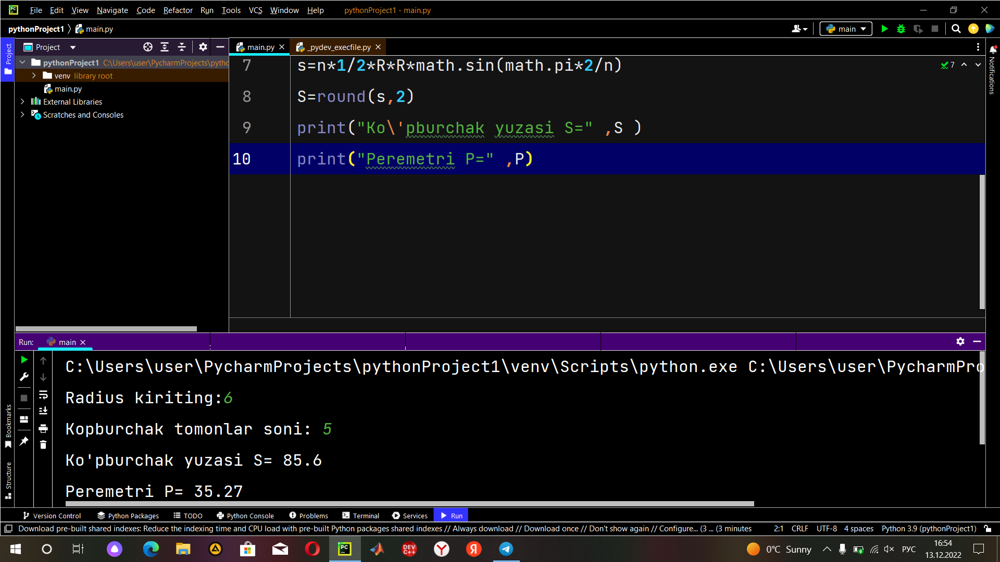 File Edit View Navigate Code Refactor Run Tools VCS Window Help pythonProject1 - main.py
pythonProject1 main.py
main
Project
main.py
_pydev_execfile.py
pythonProject1 C:\Users\user\PycharmProjects\pytho
venv library root
main.py
External Libraries
Scratches and Consoles
Project
Notifications
7
7 s=n*1/2*R*R*math.sin(math.pi*2/n)
8 S=round(s,2)
9 print("Ko\'pburchak yuzasi S=" ,S )
10 print("Peremetri P=" ,P)
Run: main
C:\Users\user\PycharmProjects\pythonProject1\venv\Scripts\python.exe C:\Users\user\PycharmPro
Radius kiriting:6
Kopburchak tomonlar soni: 5
Ko'pburchak yuzasi S= 85.6
Peremetri P= 35.27
Bookmarks
Structure
Version Control Python Packages TODO Python Console Problems Terminal Services Run
Download pre-built shared indexes: Reduce the indexing time and CPU load with pre-built Python packages shared indexes // Always download // Download once // Don't show again // Configure... (3 ... (3 minutes 2:1 CRLF UTF-8 4 spaces Python 3.9 (pythonProject1)
PC
DEV C++
Y
Я
0°C Sunny
РУС
16:54
13.12.2022